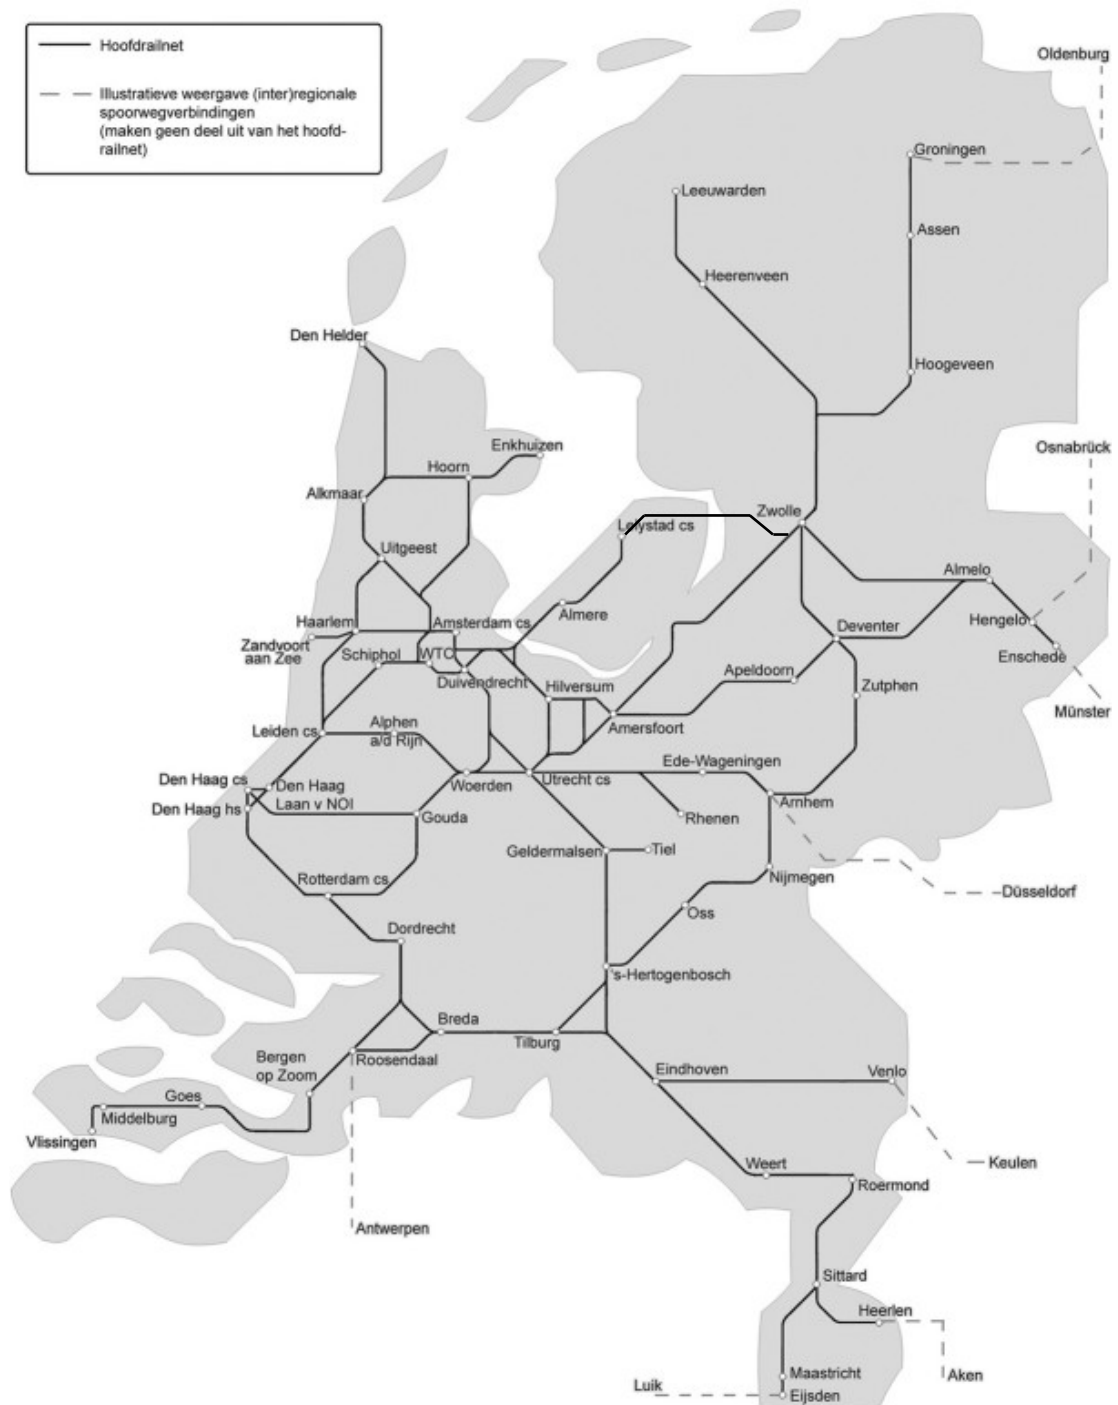 Hoofdrailnet
Illustratieve weergave (inter)regionale
spoorwegverbindingen
(maken geen deel uit van het hoofd-
railnet)
Oldenburg
Groningen
Leeuwarden
Assen
Heerenveen
Den Helder
Hoogeveen
Enkhuizen
Osnabrück
Hoorn
Alkmaar
Zwolle
Lelystad cs
Uitgeest
Almelo
Almere
Haarlem
Amsterdam cs
Hengelo
Deventer
Zandvoort
aan Zee
Schiphol
WTC
Enschede
Duivendrecht
Hilversum
Apeldoorn
Zutphen
Münster
Leiden cs
Alphen
a/d Rijn
Amersfoort
Ede-Wageningen
Den Haag cs
Den Haag
Laan v NOI
Woerden
Utrecht cs
Arnhem
Den Haag hs
Gouda
Rhenen
Geldermalsen
Tiel
Nijmegen
Rotterdam cs
Düsseldorf
Oss
Dordrecht
's-Hertogenbosch
Breda
Tilburg
Bergen
op Zoom
Roosendaal
Eindhoven
Venlo
Goes
Middelburg
Vlissingen
Weert
Keulen
Roermond
Antwerpen
Sittard
Heerlen
Maastricht
Aken
Luik
Eijsden